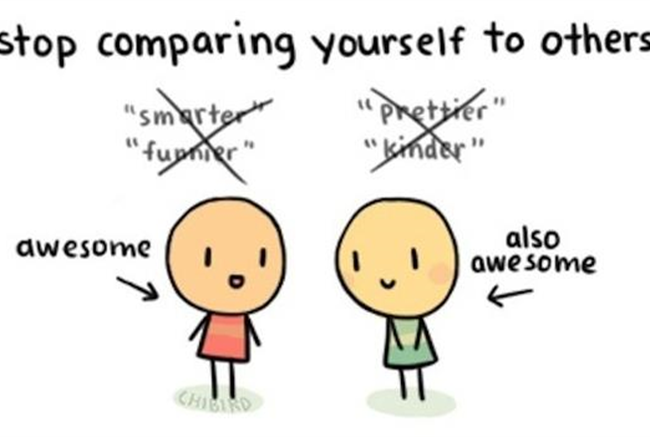 stop comparing yourself to others
"smarter"
"funnier"
"prettier"
"kinder"
awesome
also
awesome
CHIBIRD